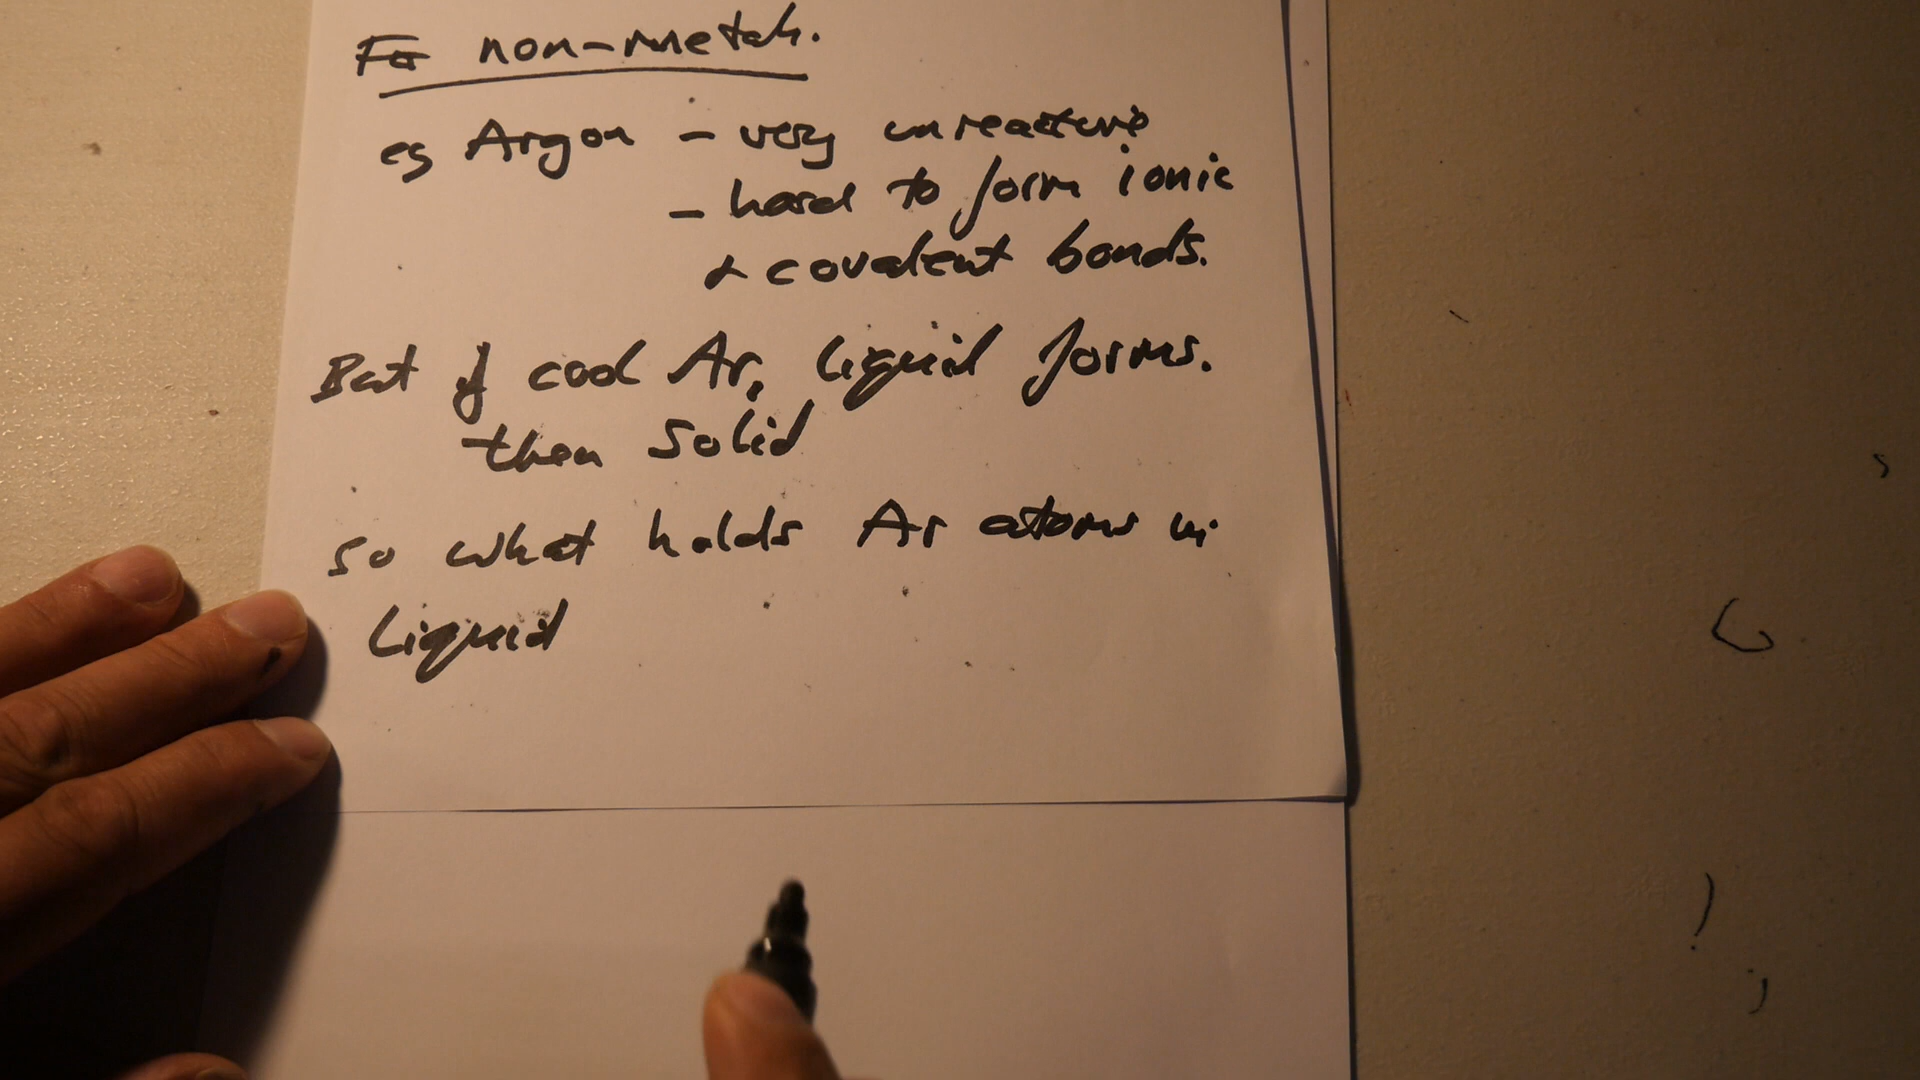 For non-metals.
eg Argon - very unreactive
- hard to form ionic
& covalent bonds.
But if cool Ar, liquid forms.
then solid
so what holds Ar atoms in
liquid